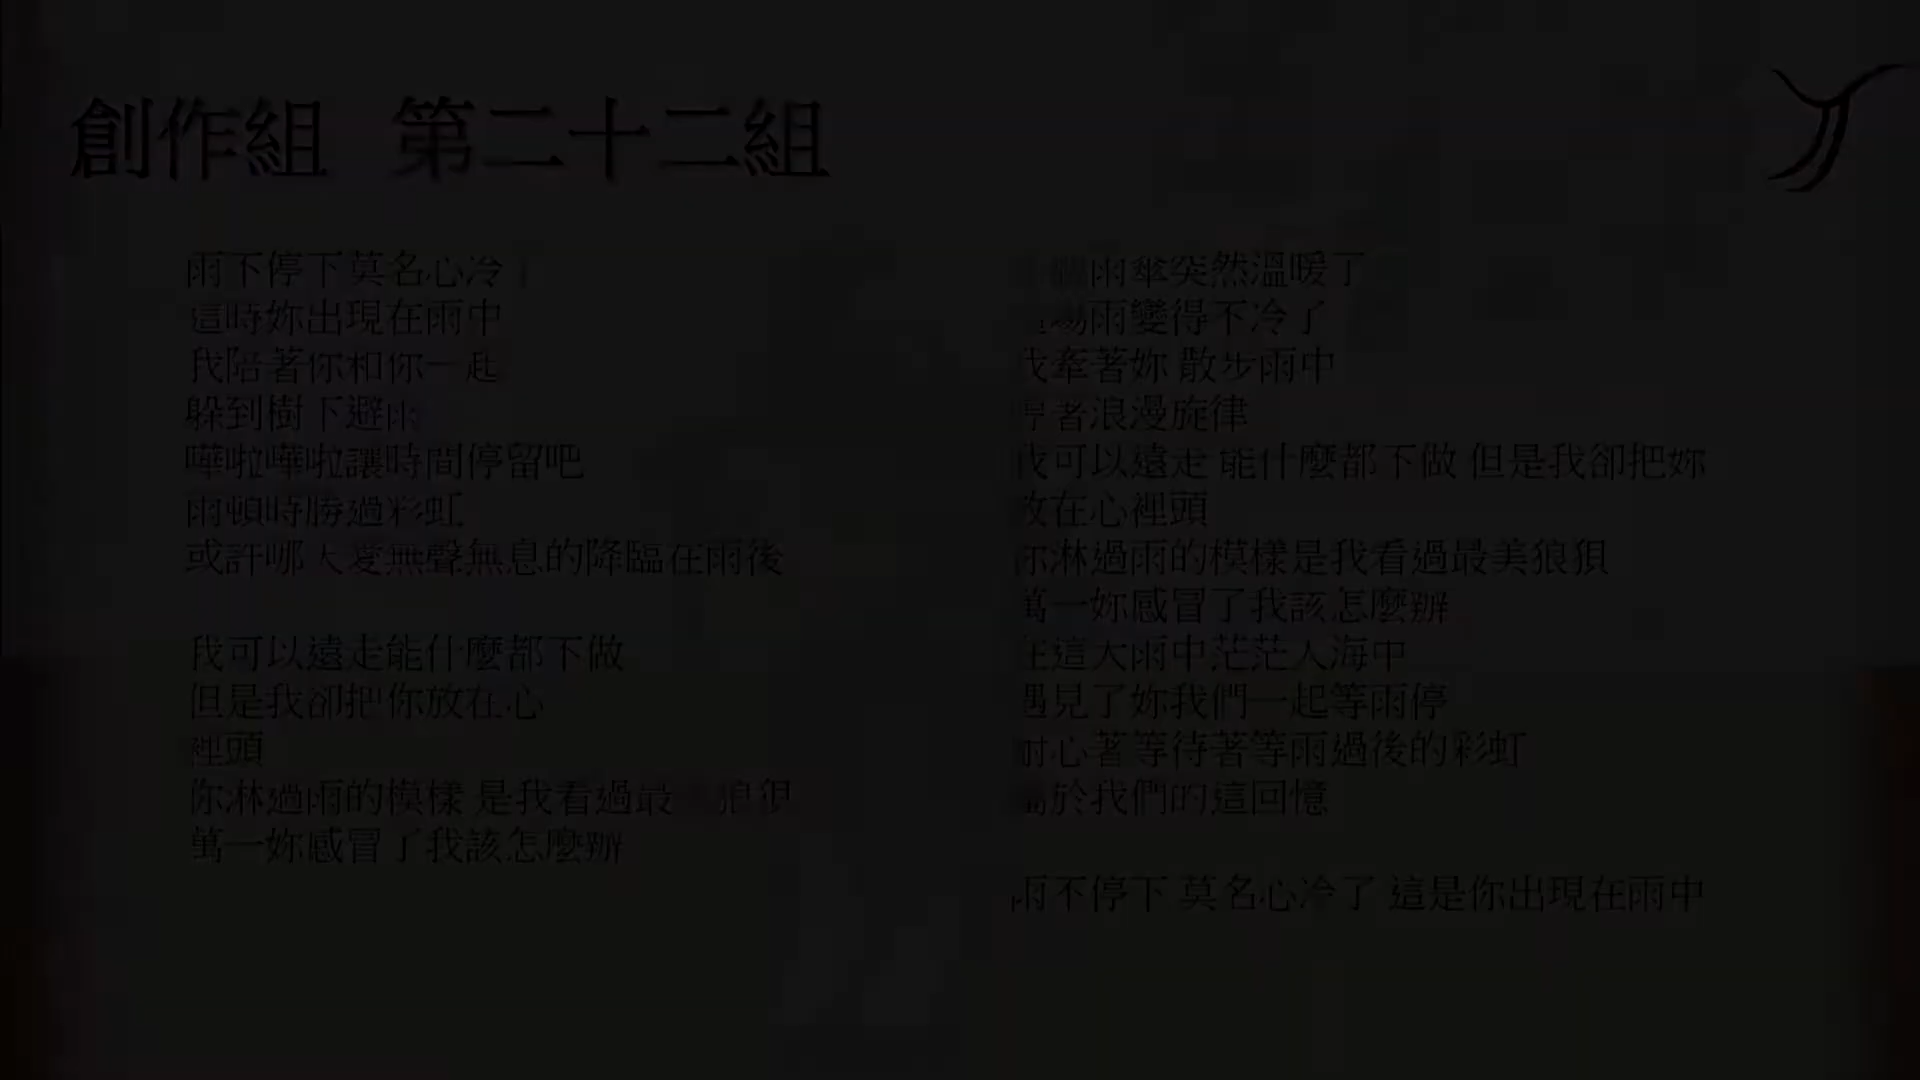 創作組 第二十二組
雨不停下莫名心冷了
這時妳出現在雨中
我陪著你和你一起
躲到樹下避雨
嘩啦嘩啦讓時間停留吧
雨頓時勝過彩虹
或許哪天愛無聲無息的降臨在雨後
我可以遠走能什麼都不做
但是我卻把你放在心
裡頭
你淋過雨的模樣 是我看過最 狼狽
萬一妳感冒了我該怎麼辦
雨傘突然溫暖了
場雨變得不冷了
我牽著妳 散步雨中
著浪漫旋律
我可以遠走 能什麼都不做 但是我卻把妳
放在心裡頭
你淋過雨的模樣是我看過最美狼狽
萬一妳感冒了我該怎麼辦
在這大雨中茫茫人海中
遇見了妳我們一起等雨停
耐心著等待著等雨過後的彩虹
屬於我們的這回憶
雨不停下 莫名心冷了 這是你出現在雨中